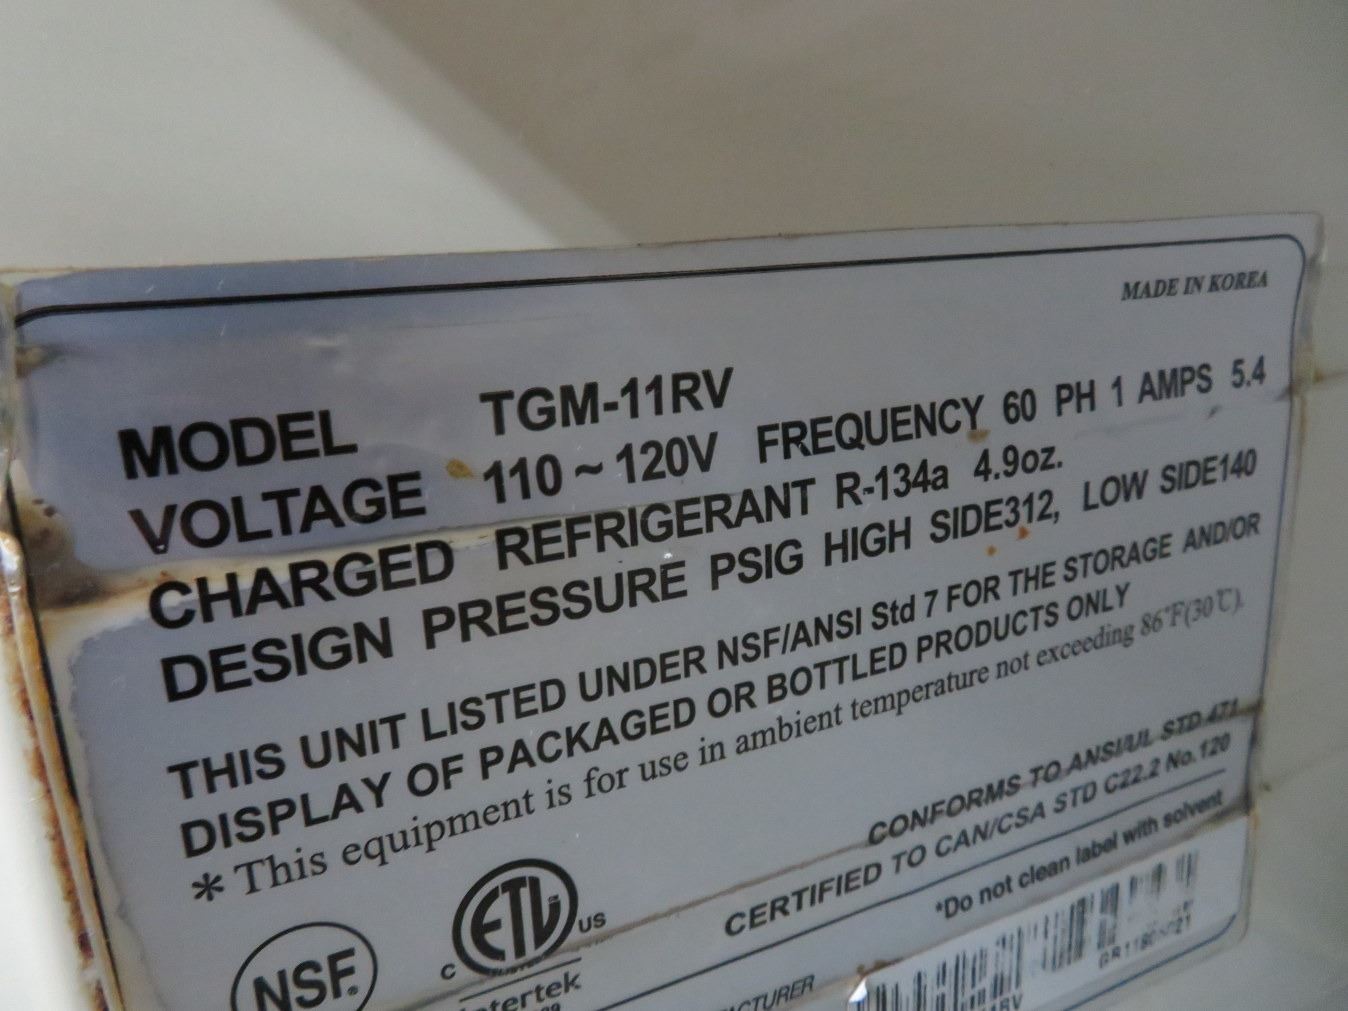 MADE IN KOREA
MODEL TGM-11RV
VOLTAGE 110 ~ 120V FREQUENCY 60 PH 1 AMPS 5.4
CHARGED REFRIGERANT R-134a 4.9oz.
DESIGN PRESSURE PSIG HIGH SIDE312, LOW SIDE140
THIS UNIT LISTED UNDER NSF/ANSI Std 7 FOR THE STORAGE AND/OR
DISPLAY OF PACKAGED OR BOTTLED PRODUCTS ONLY
* This equipment is for use in ambient temperature not exceeding 86°F(30℃).
CONFORMS TO ANSI/UL STD 471
CERTIFIED TO CAN/CSA STD C22.2 No.120
*Do not clean label with solvent
NSF®
C ETL US